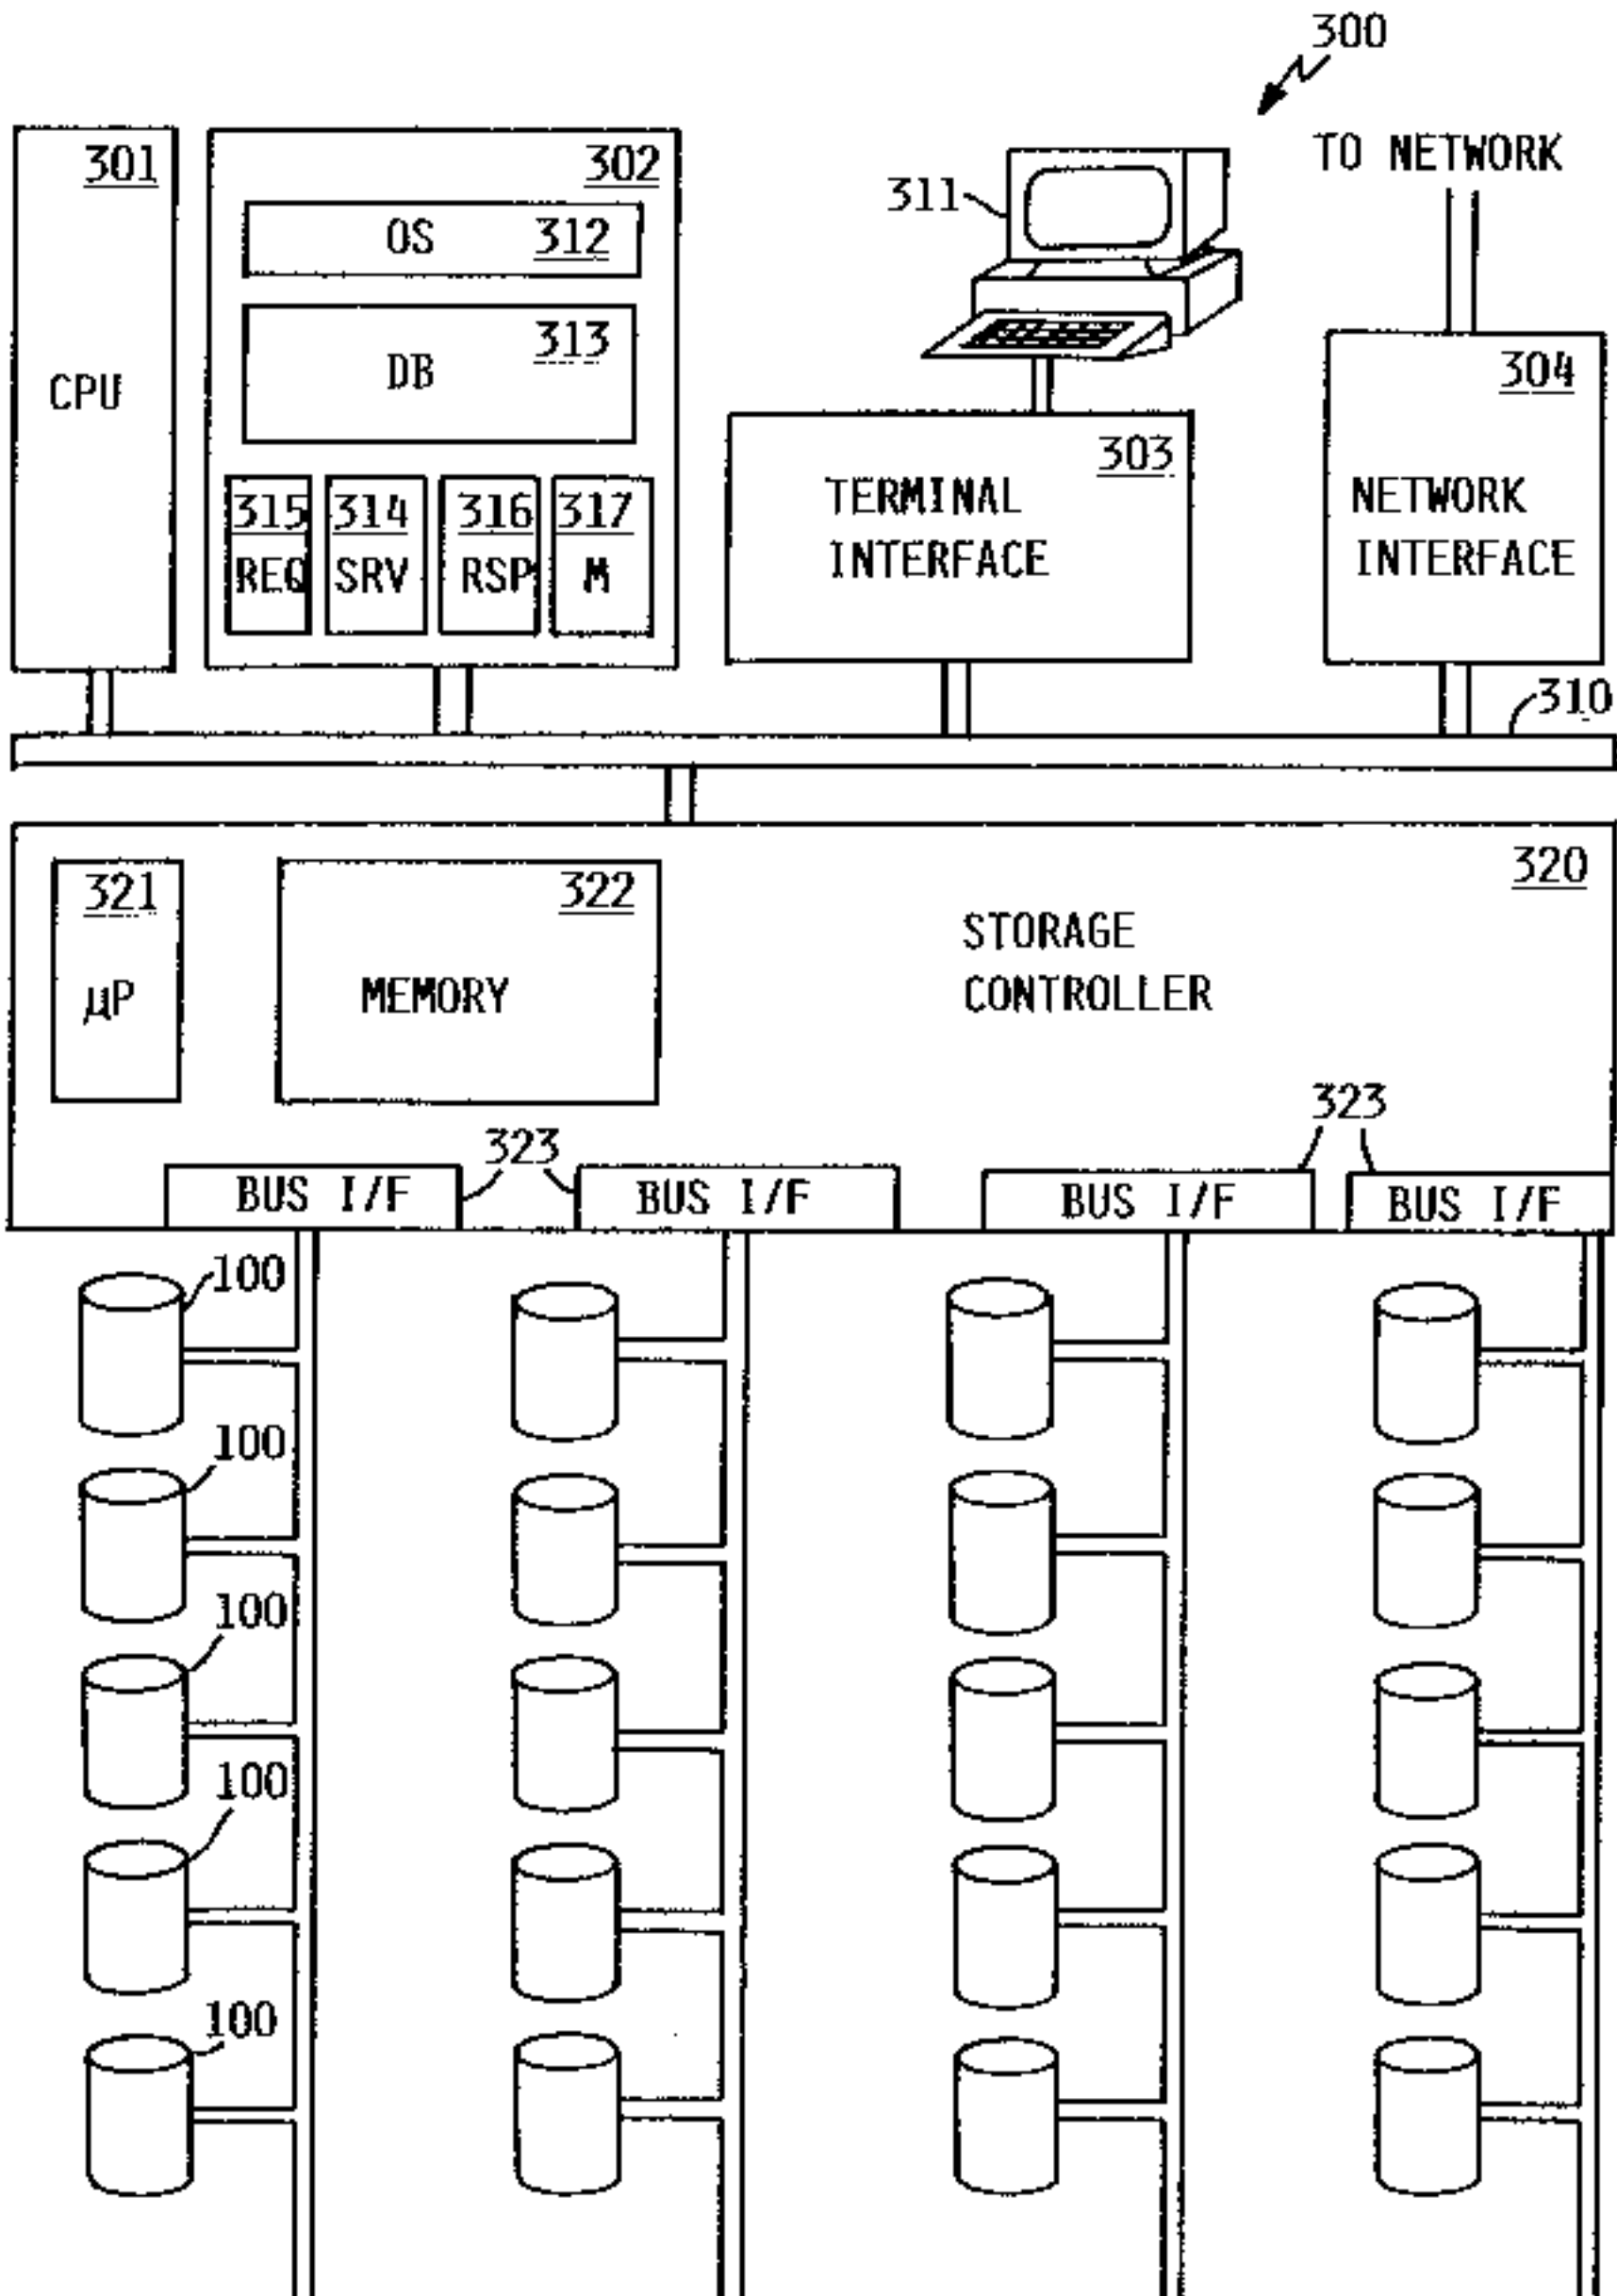 300
TO NETWORK
301
CPU
302
OS 312
DB 313
315
REQ
314
SRV
316
RSP
317
M
311
303
TERMINAL
INTERFACE
304
NETWORK
INTERFACE
310
321
µP
322
MEMORY
320
STORAGE
CONTROLLER
323
323
BUS I/F
BUS I/F
BUS I/F
BUS I/F
100
100
100
100
100